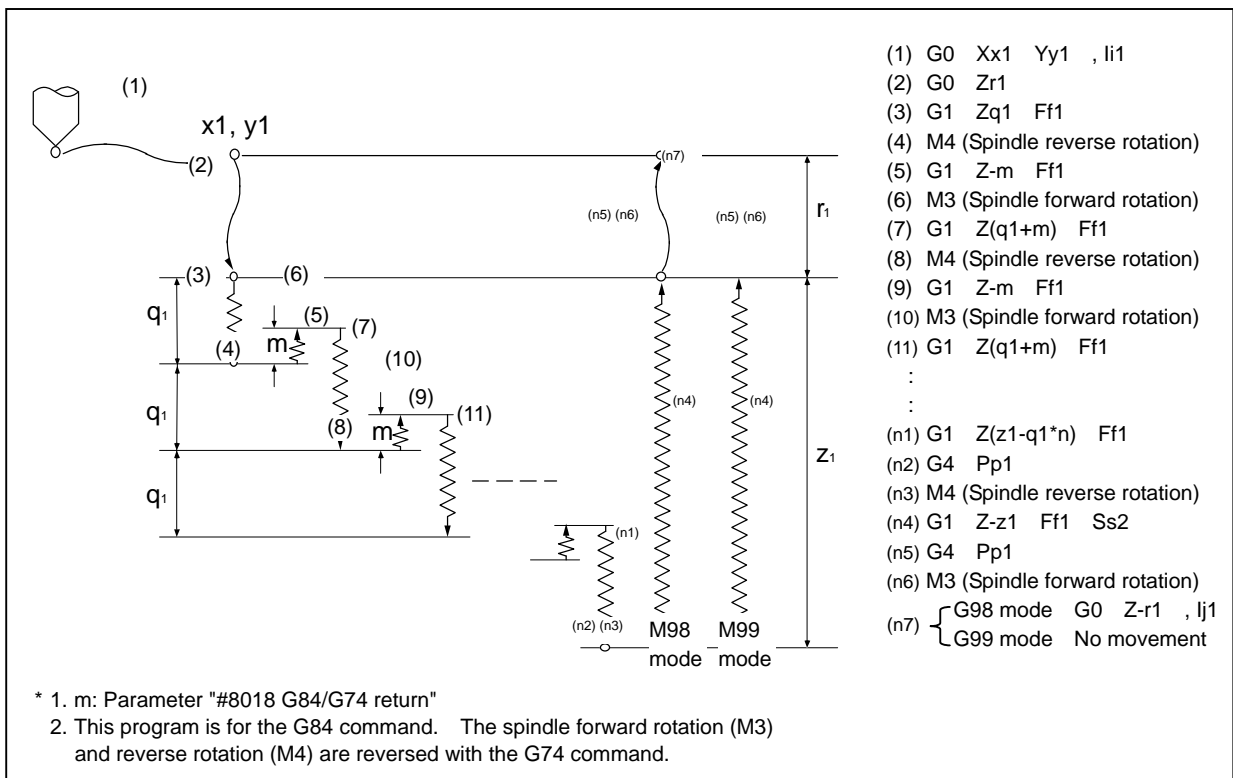 (1)
x1, y1
(2)
(n7)
(n5) (n6)
(n5) (n6)
r1
(3)
(6)
q1
(5)
(7)
m
(4)
(10)
q1
(9)
(11)
(8)
m
(n4)
(n4)
z1
q1
(n1)
(n2) (n3)
M98
mode
M99
mode
(1) G0 Xx1 Yy1 , Ii1
(2) G0 Zr1
(3) G1 Zq1 Ff1
(4) M4 (Spindle reverse rotation)
(5) G1 Z-m Ff1
(6) M3 (Spindle forward rotation)
(7) G1 Z(q1+m) Ff1
(8) M4 (Spindle reverse rotation)
(9) G1 Z-m Ff1
(10) M3 (Spindle forward rotation)
(11) G1 Z(q1+m) Ff1
:
:
(n1) G1 Z(z1-q1*n) Ff1
(n2) G4 Pp1
(n3) M4 (Spindle reverse rotation)
(n4) G1 Z-z1 Ff1 Ss2
(n5) G4 Pp1
(n6) M3 (Spindle forward rotation)
(n7) G98 mode G0 Z-r1 , Ij1
G99 mode No movement
* 1. m: Parameter "#8018 G84/G74 return"
2. This program is for the G84 command. The spindle forward rotation (M3)
and reverse rotation (M4) are reversed with the G74 command.